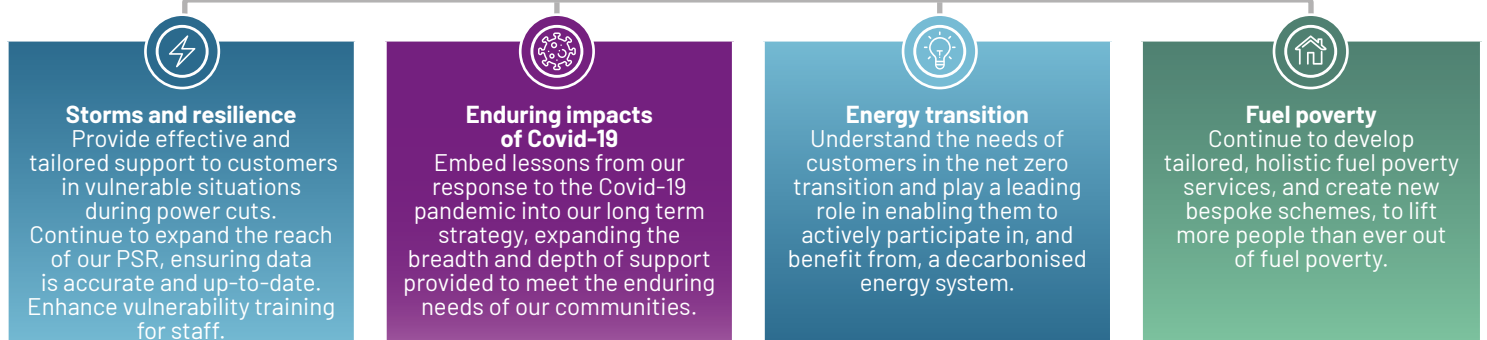 Storms and resilience
Provide effective and
tailored support to customers
in vulnerable situations
during power cuts.
Continue to expand the reach
of our PSR, ensuring data
is accurate and up-to-date.
Enhance vulnerability training
for staff.
Enduring impacts
of Covid-19
Embed lessons from our
response to the Covid-19
pandemic into our long term
strategy, expanding the
breadth and depth of support
provided to meet the enduring
needs of our communities.
Energy transition
Understand the needs of
customers in the net zero
transition and play a leading
role in enabling them to
actively participate in, and
benefit from, a decarbonised
energy system.
Fuel poverty
Continue to develop
tailored, holistic fuel poverty
services, and create new
bespoke schemes, to lift
more people than ever out
of fuel poverty.